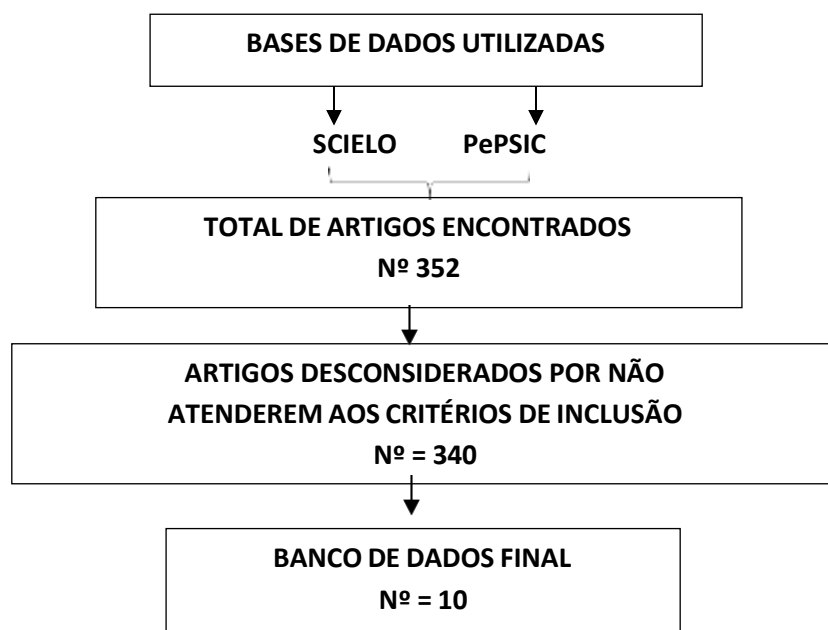 BASES DE DADOS UTILIZADAS
SCIELO PePSIC
TOTAL DE ARTIGOS ENCONTRADOS
Nº 352
ARTIGOS DESCONSIDERADOS POR NÃO
ATENDEREM AOS CRITÉRIOS DE INCLUSÃO
Nº = 340
BANCO DE DADOS FINAL
Nº = 10